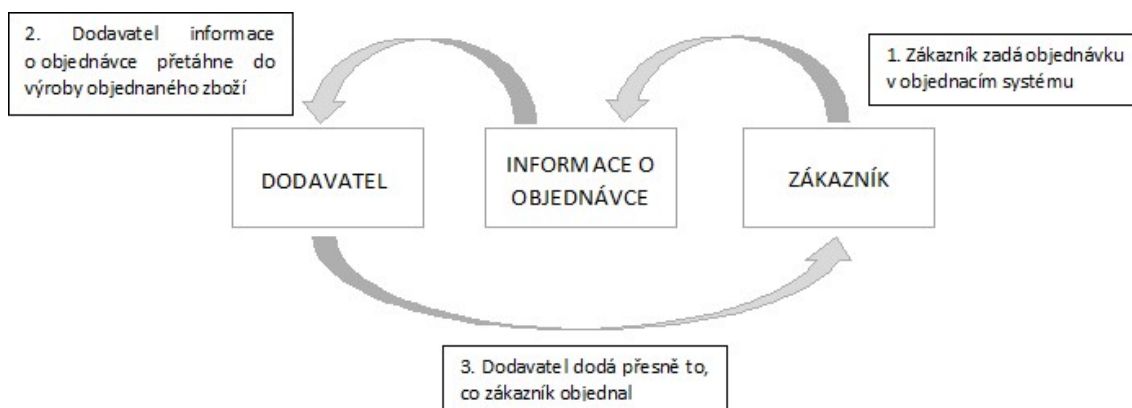 2. Dodavatel informace
o objednávce přetáhne do
výroby objednaného zboží
1. Zákazník zadá objednávku
v objednacím systému
DODAVATEL
INFORMACE O
OBJEDNÁVCE
ZÁKAZNÍK
3. Dodavatel dodá přesně to,
co zákazník objednal